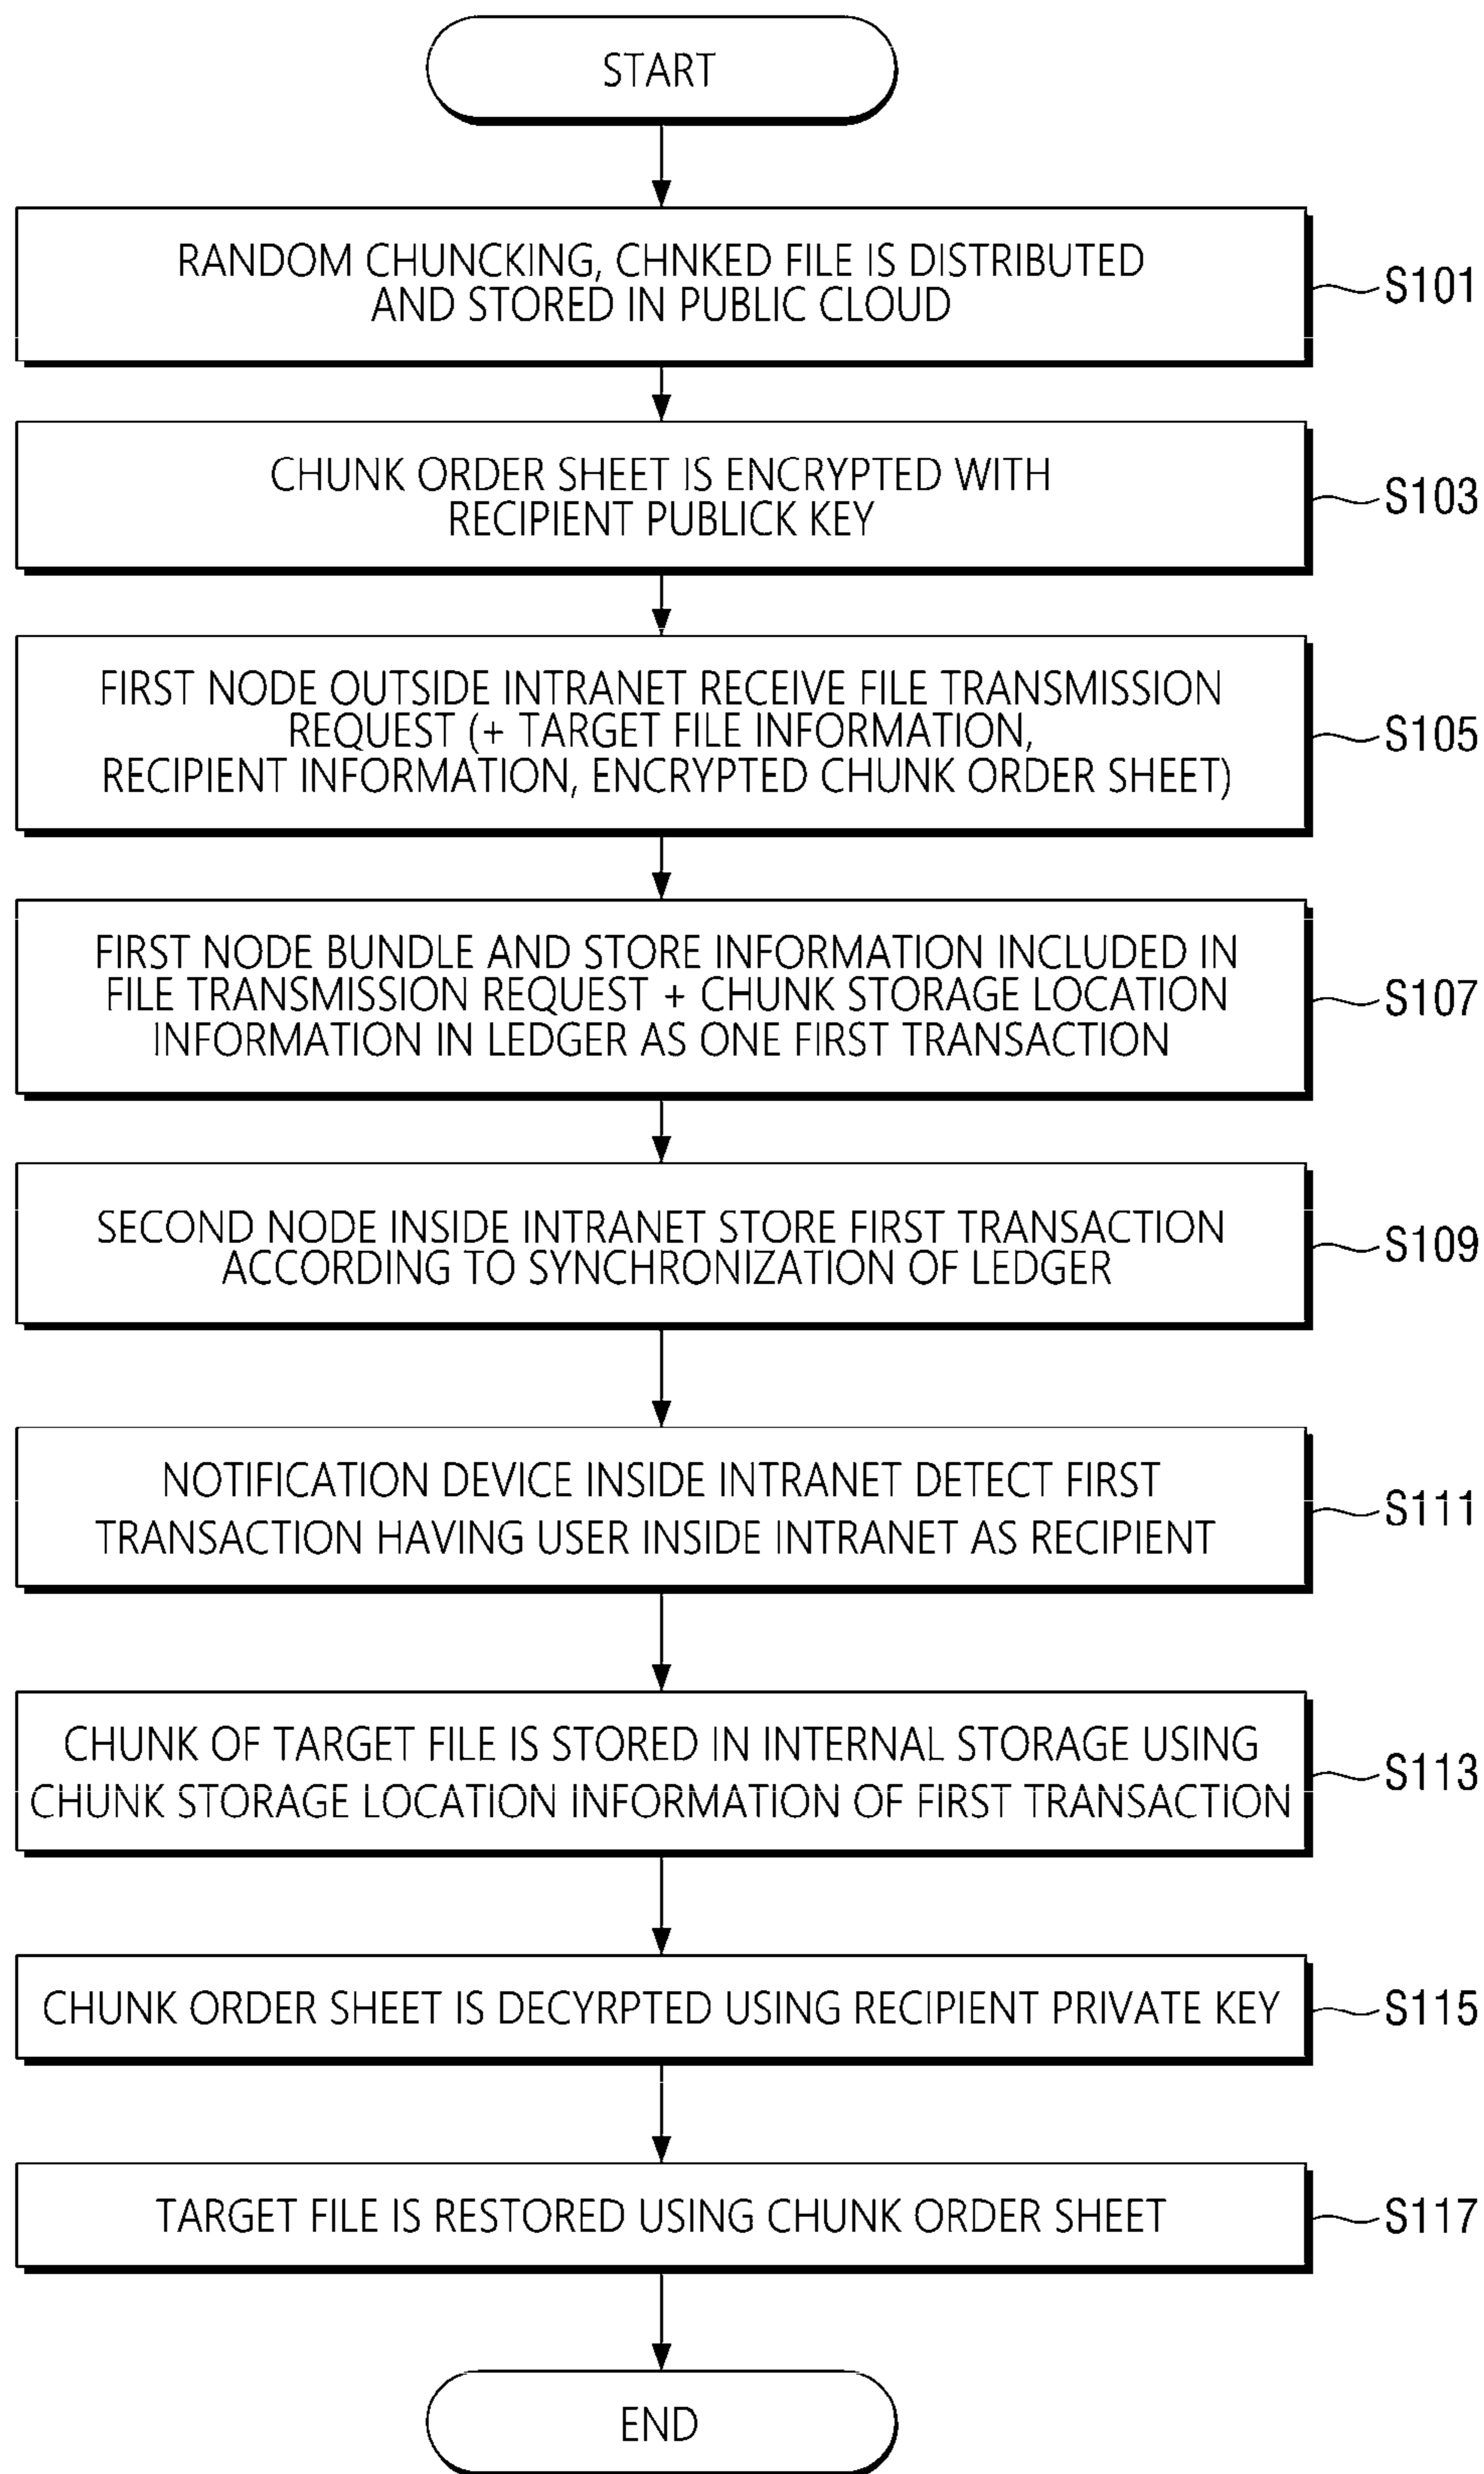 START
RANDOM CHUNCKING, CHNKED FILE IS DISTRIBUTED
AND STORED IN PUBLIC CLOUD
S101
CHUNK ORDER SHEET IS ENCRYPTED WITH
RECIPIENT PUBLICK KEY
S103
FIRST NODE OUTSIDE INTRANET RECEIVE FILE TRANSMISSION
REQUEST (+ TARGET FILE INFORMATION,
RECIPIENT INFORMATION, ENCRYPTED CHUNK ORDER SHEET)
S105
FIRST NODE BUNDLE AND STORE INFORMATION INCLUDED IN
FILE TRANSMISSION REQUEST + CHUNK STORAGE LOCATION
INFORMATION IN LEDGER AS ONE FIRST TRANSACTION
S107
SECOND NODE INSIDE INTRANET STORE FIRST TRANSACTION
ACCORDING TO SYNCHRONIZATION OF LEDGER
S109
NOTIFICATION DEVICE INSIDE INTRANET DETECT FIRST
TRANSACTION HAVING USER INSIDE INTRANET AS RECIPIENT
S111
CHUNK OF TARGET FILE IS STORED IN INTERNAL STORAGE USING
CHUNK STORAGE LOCATION INFORMATION OF FIRST TRANSACTION
S113
CHUNK ORDER SHEET IS DECYRPTED USING RECIPIENT PRIVATE KEY
S115
TARGET FILE IS RESTORED USING CHUNK ORDER SHEET
S117
END